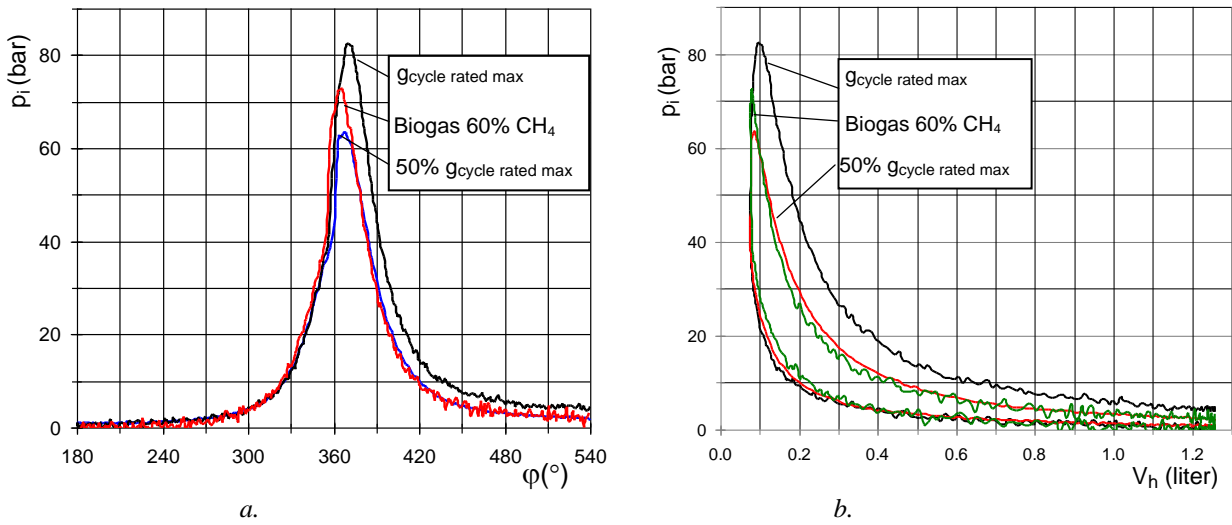 pi (bar)
80
60
40
20
0
gcycle rated max
Biogas 60% CH4
50% gcycle rated max
180 240 300 360 420 480 540
φ(°)
a.
pi (bar)
80
60
40
20
0
gcycle rated max
Biogas 60% CH4
50% gcycle rated max
0.0 0.2 0.4 0.6 0.8 1.0 1.2
Vh (liter)
b.